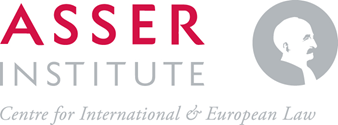 ASSER
INSTITUTE
Centre for International & European Law